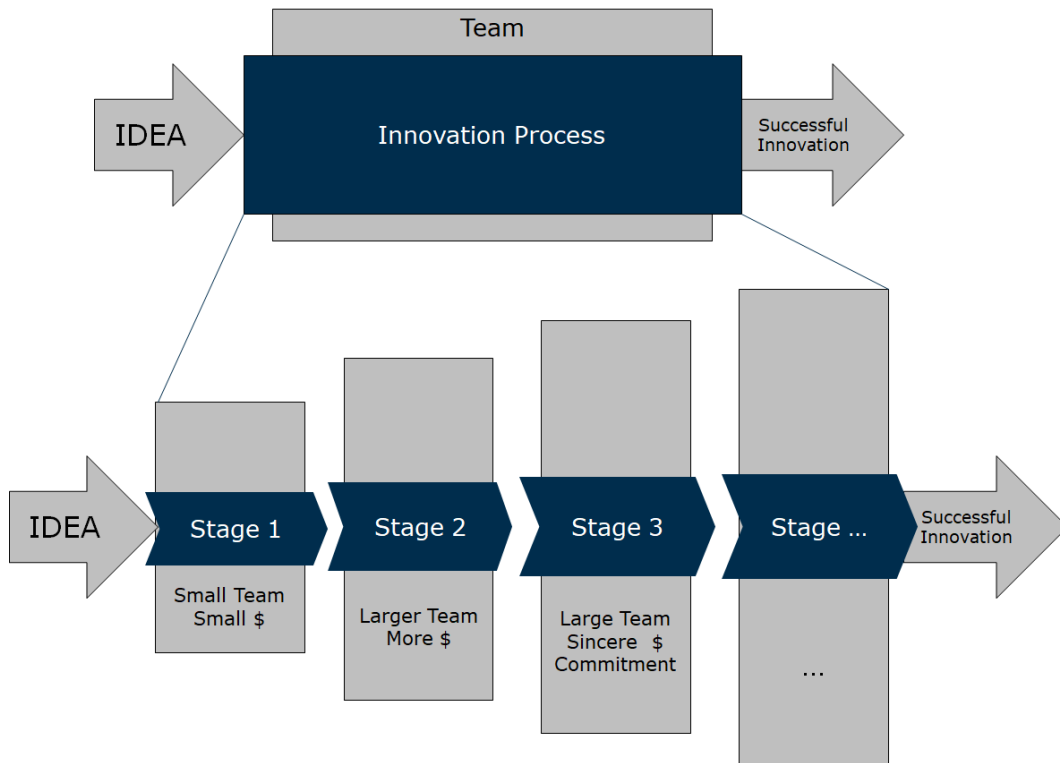 Team
IDEA
Innovation Process
Successful
Innovation
IDEA
Stage 1
Stage 2
Stage 3
Stage ...
Successful
Innovation
Small Team
Small $
Larger Team
More $
Large Team
Sincere  $
Commitment
...